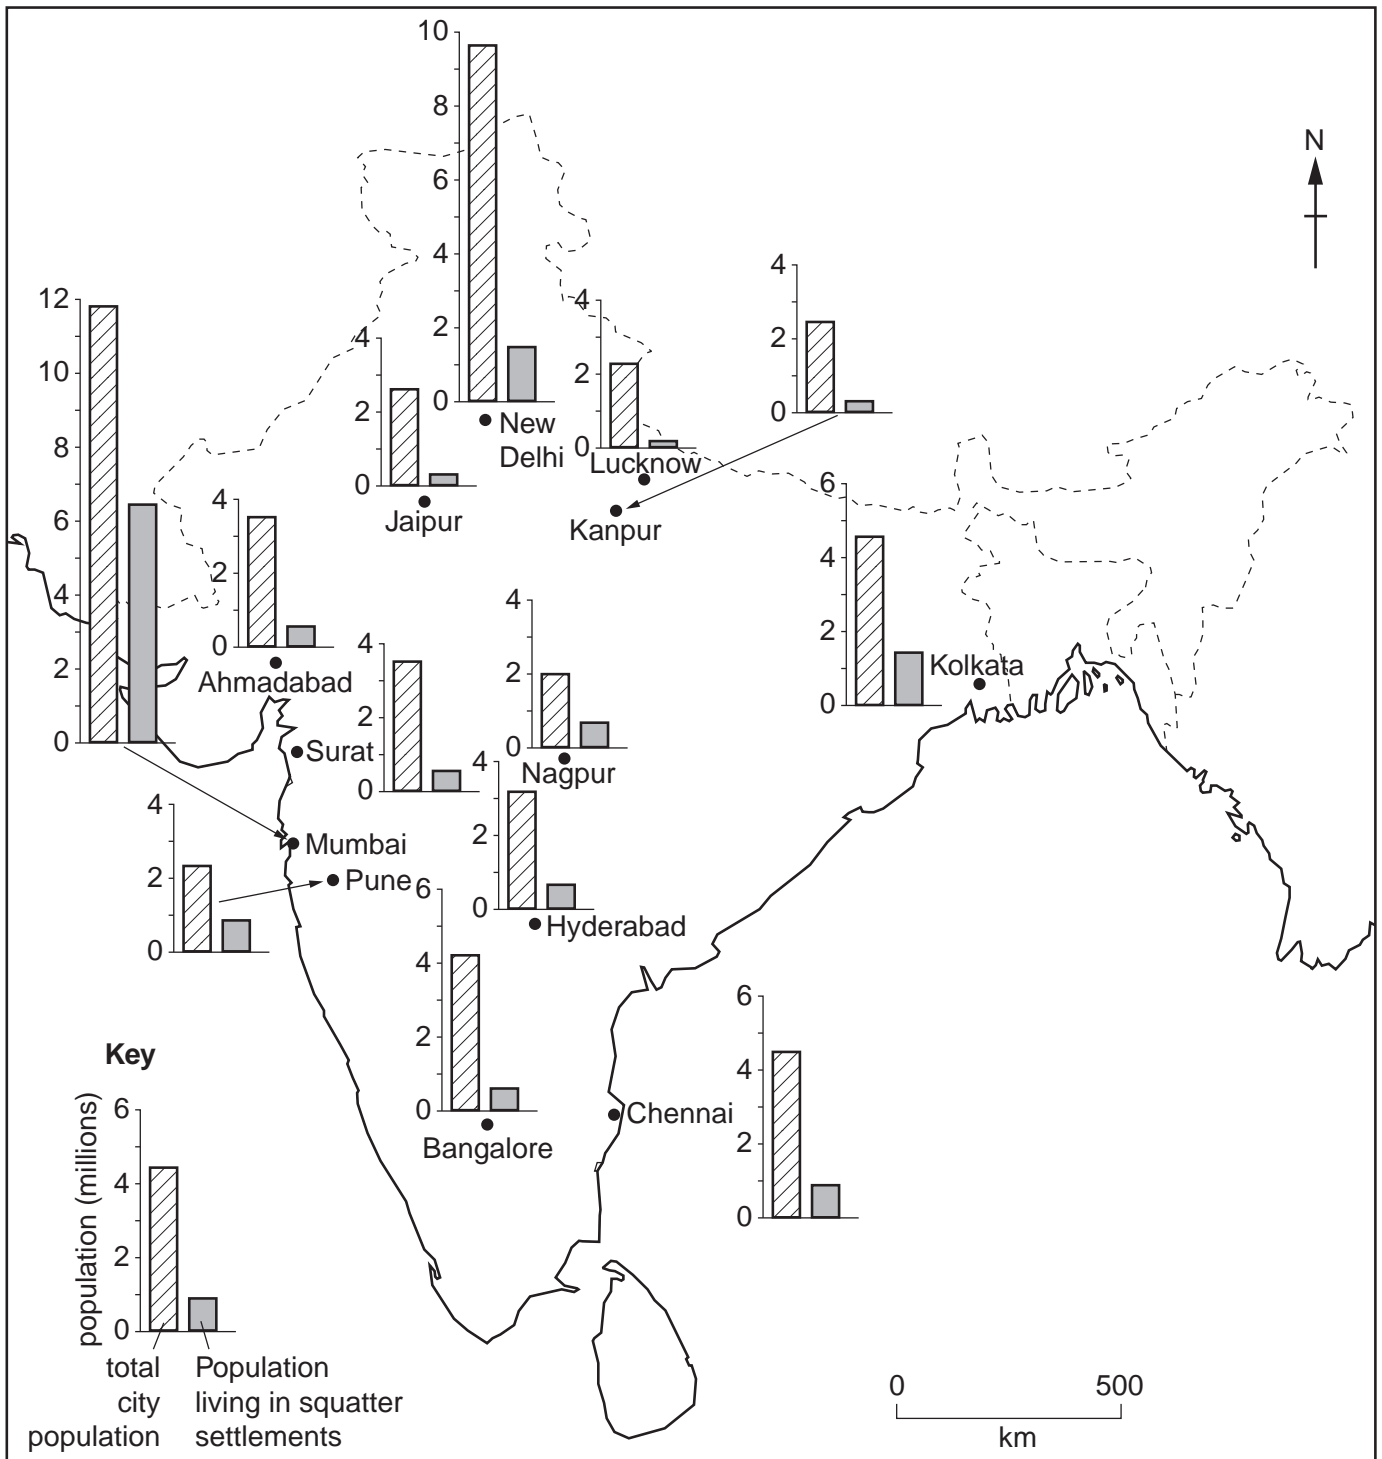 10
8
6
4
2
0
New
Delhi
N
4
2
0
Kanpur
4
2
0
Lucknow
4
2
0
Jaipur
12
10
8
6
4
2
0
Mumbai
4
2
0
Ahmadabad
6
4
2
0
Kolkata
4
2
0
Surat
4
2
0
Nagpur
4
2
0
Hyderabad
4
2
0
Pune
6
4
2
0
Bangalore
6
4
2
0
Chennai
Key
population (millions)
6
4
2
0
total
city
population
Population
living in squatter
settlements
0 500
km